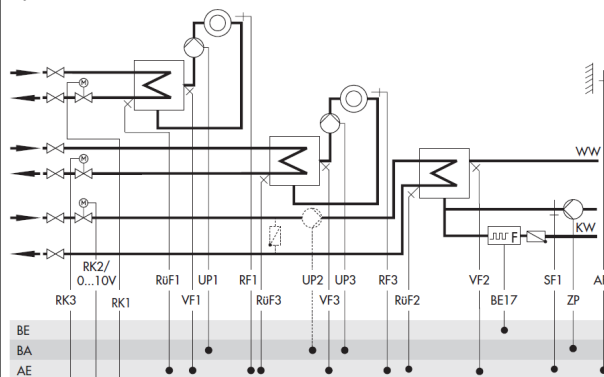 M
M
WW
M
F
KW
RK2/
0...10V
RüF1 UP1 RF1 UP2 UP3 RF3 VF2 SF1
RK3 RK1 VF1 RüF3 VF3 RüF2 BE17 ZP
BE
BA
AE